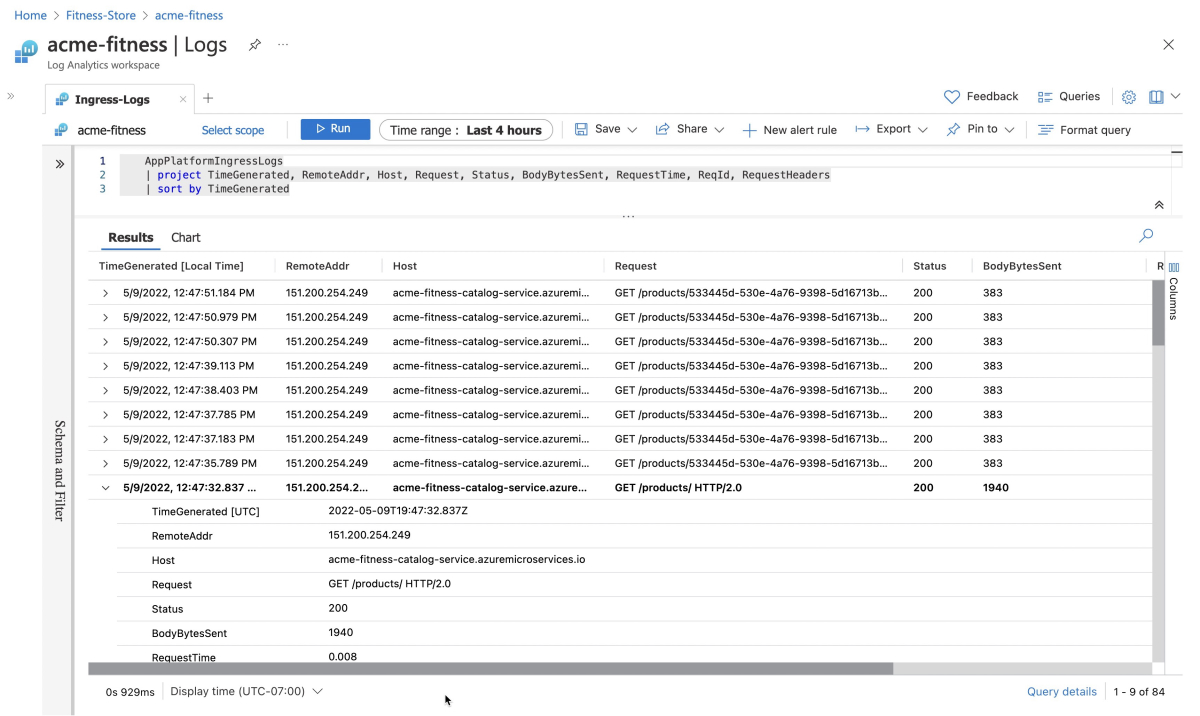 Home > Fitness-Store > acme-fitness
acme-fitness | Logs ...
Log Analytics workspace
Ingress-Logs × +
Feedback Queries
acme-fitness Select scope Run Time range : Last 4 hours Save Share New alert rule Export Pin to Format query
1 AppPlatformIngressLogs
2 | project TimeGenerated, RemoteAddr, Host, Request, Status, BodyBytesSent, RequestTime, ReqId, RequestHeaders
3 | sort by TimeGenerated
...
Results Chart
TimeGenerated [Local Time] RemoteAddr Host Request Status BodyBytesSent R
Columns
5/9/2022, 12:47:51.184 PM 151.200.254.249 acme-fitness-catalog-service.azuremi... GET /products/533445d-530e-4a76-9398-5d16713b... 200 383
5/9/2022, 12:47:50.979 PM 151.200.254.249 acme-fitness-catalog-service.azuremi... GET /products/533445d-530e-4a76-9398-5d16713b... 200 383
5/9/2022, 12:47:50.307 PM 151.200.254.249 acme-fitness-catalog-service.azuremi... GET /products/533445d-530e-4a76-9398-5d16713b... 200 383
5/9/2022, 12:47:39.113 PM 151.200.254.249 acme-fitness-catalog-service.azuremi... GET /products/533445d-530e-4a76-9398-5d16713b... 200 383
5/9/2022, 12:47:38.403 PM 151.200.254.249 acme-fitness-catalog-service.azuremi... GET /products/533445d-530e-4a76-9398-5d16713b... 200 383
5/9/2022, 12:47:37.785 PM 151.200.254.249 acme-fitness-catalog-service.azuremi... GET /products/533445d-530e-4a76-9398-5d16713b... 200 383
5/9/2022, 12:47:37.183 PM 151.200.254.249 acme-fitness-catalog-service.azuremi... GET /products/533445d-530e-4a76-9398-5d16713b... 200 383
5/9/2022, 12:47:35.789 PM 151.200.254.249 acme-fitness-catalog-service.azuremi... GET /products/533445d-530e-4a76-9398-5d16713b... 200 383
5/9/2022, 12:47:32.837 ... 151.200.254.2... acme-fitness-catalog-service.azure... GET /products/ HTTP/2.0 200 1940
Schema and Filter
TimeGenerated [UTC] 2022-05-09T19:47:32.837Z
RemoteAddr 151.200.254.249
Host acme-fitness-catalog-service.azuremicroservices.io
Request GET /products/ HTTP/2.0
Status 200
BodyBytesSent 1940
RequestTime 0.008
0s 929ms Display time (UTC-07:00) Query details 1 - 9 of 84